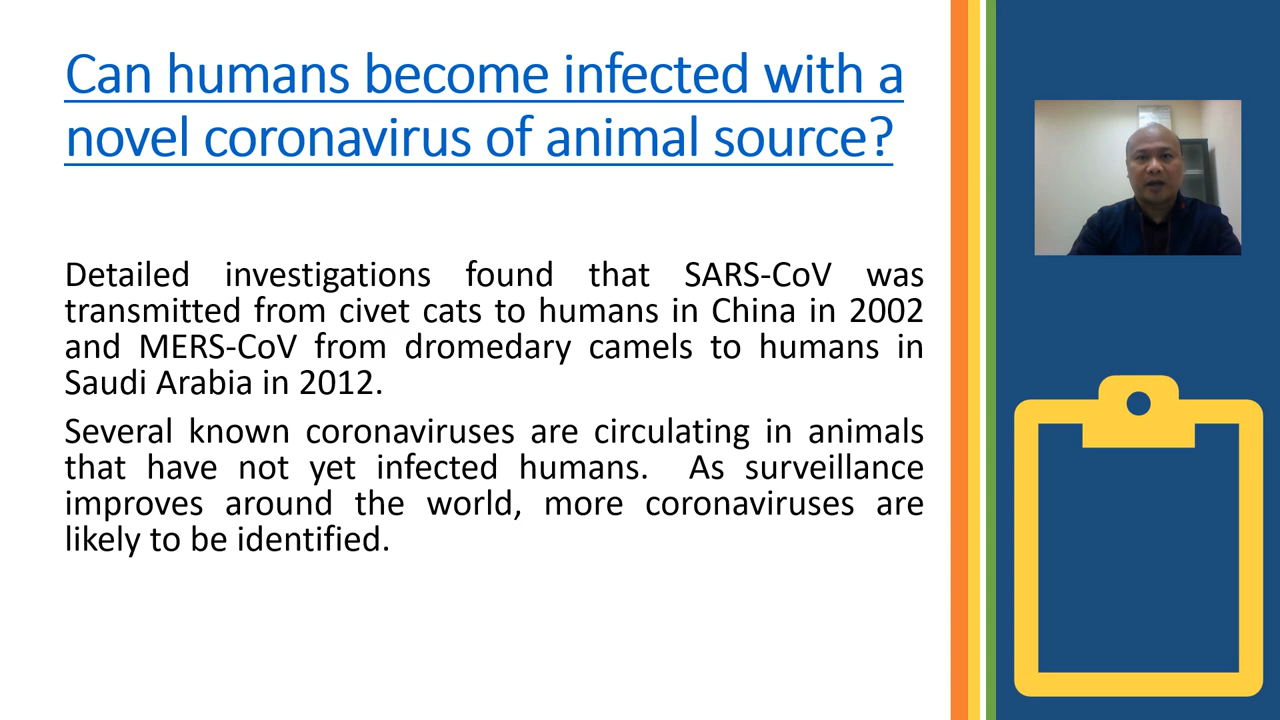 Can humans become infected with a
novel coronavirus of animal source?
Detailed investigations found that SARS-CoV was
transmitted from civet cats to humans in China in 2002
and MERS-CoV from dromedary camels to humans in
Saudi Arabia in 2012.
Several known coronaviruses are circulating in animals
that have not yet infected humans.  As surveillance
improves around the world, more coronaviruses are
likely to be identified.